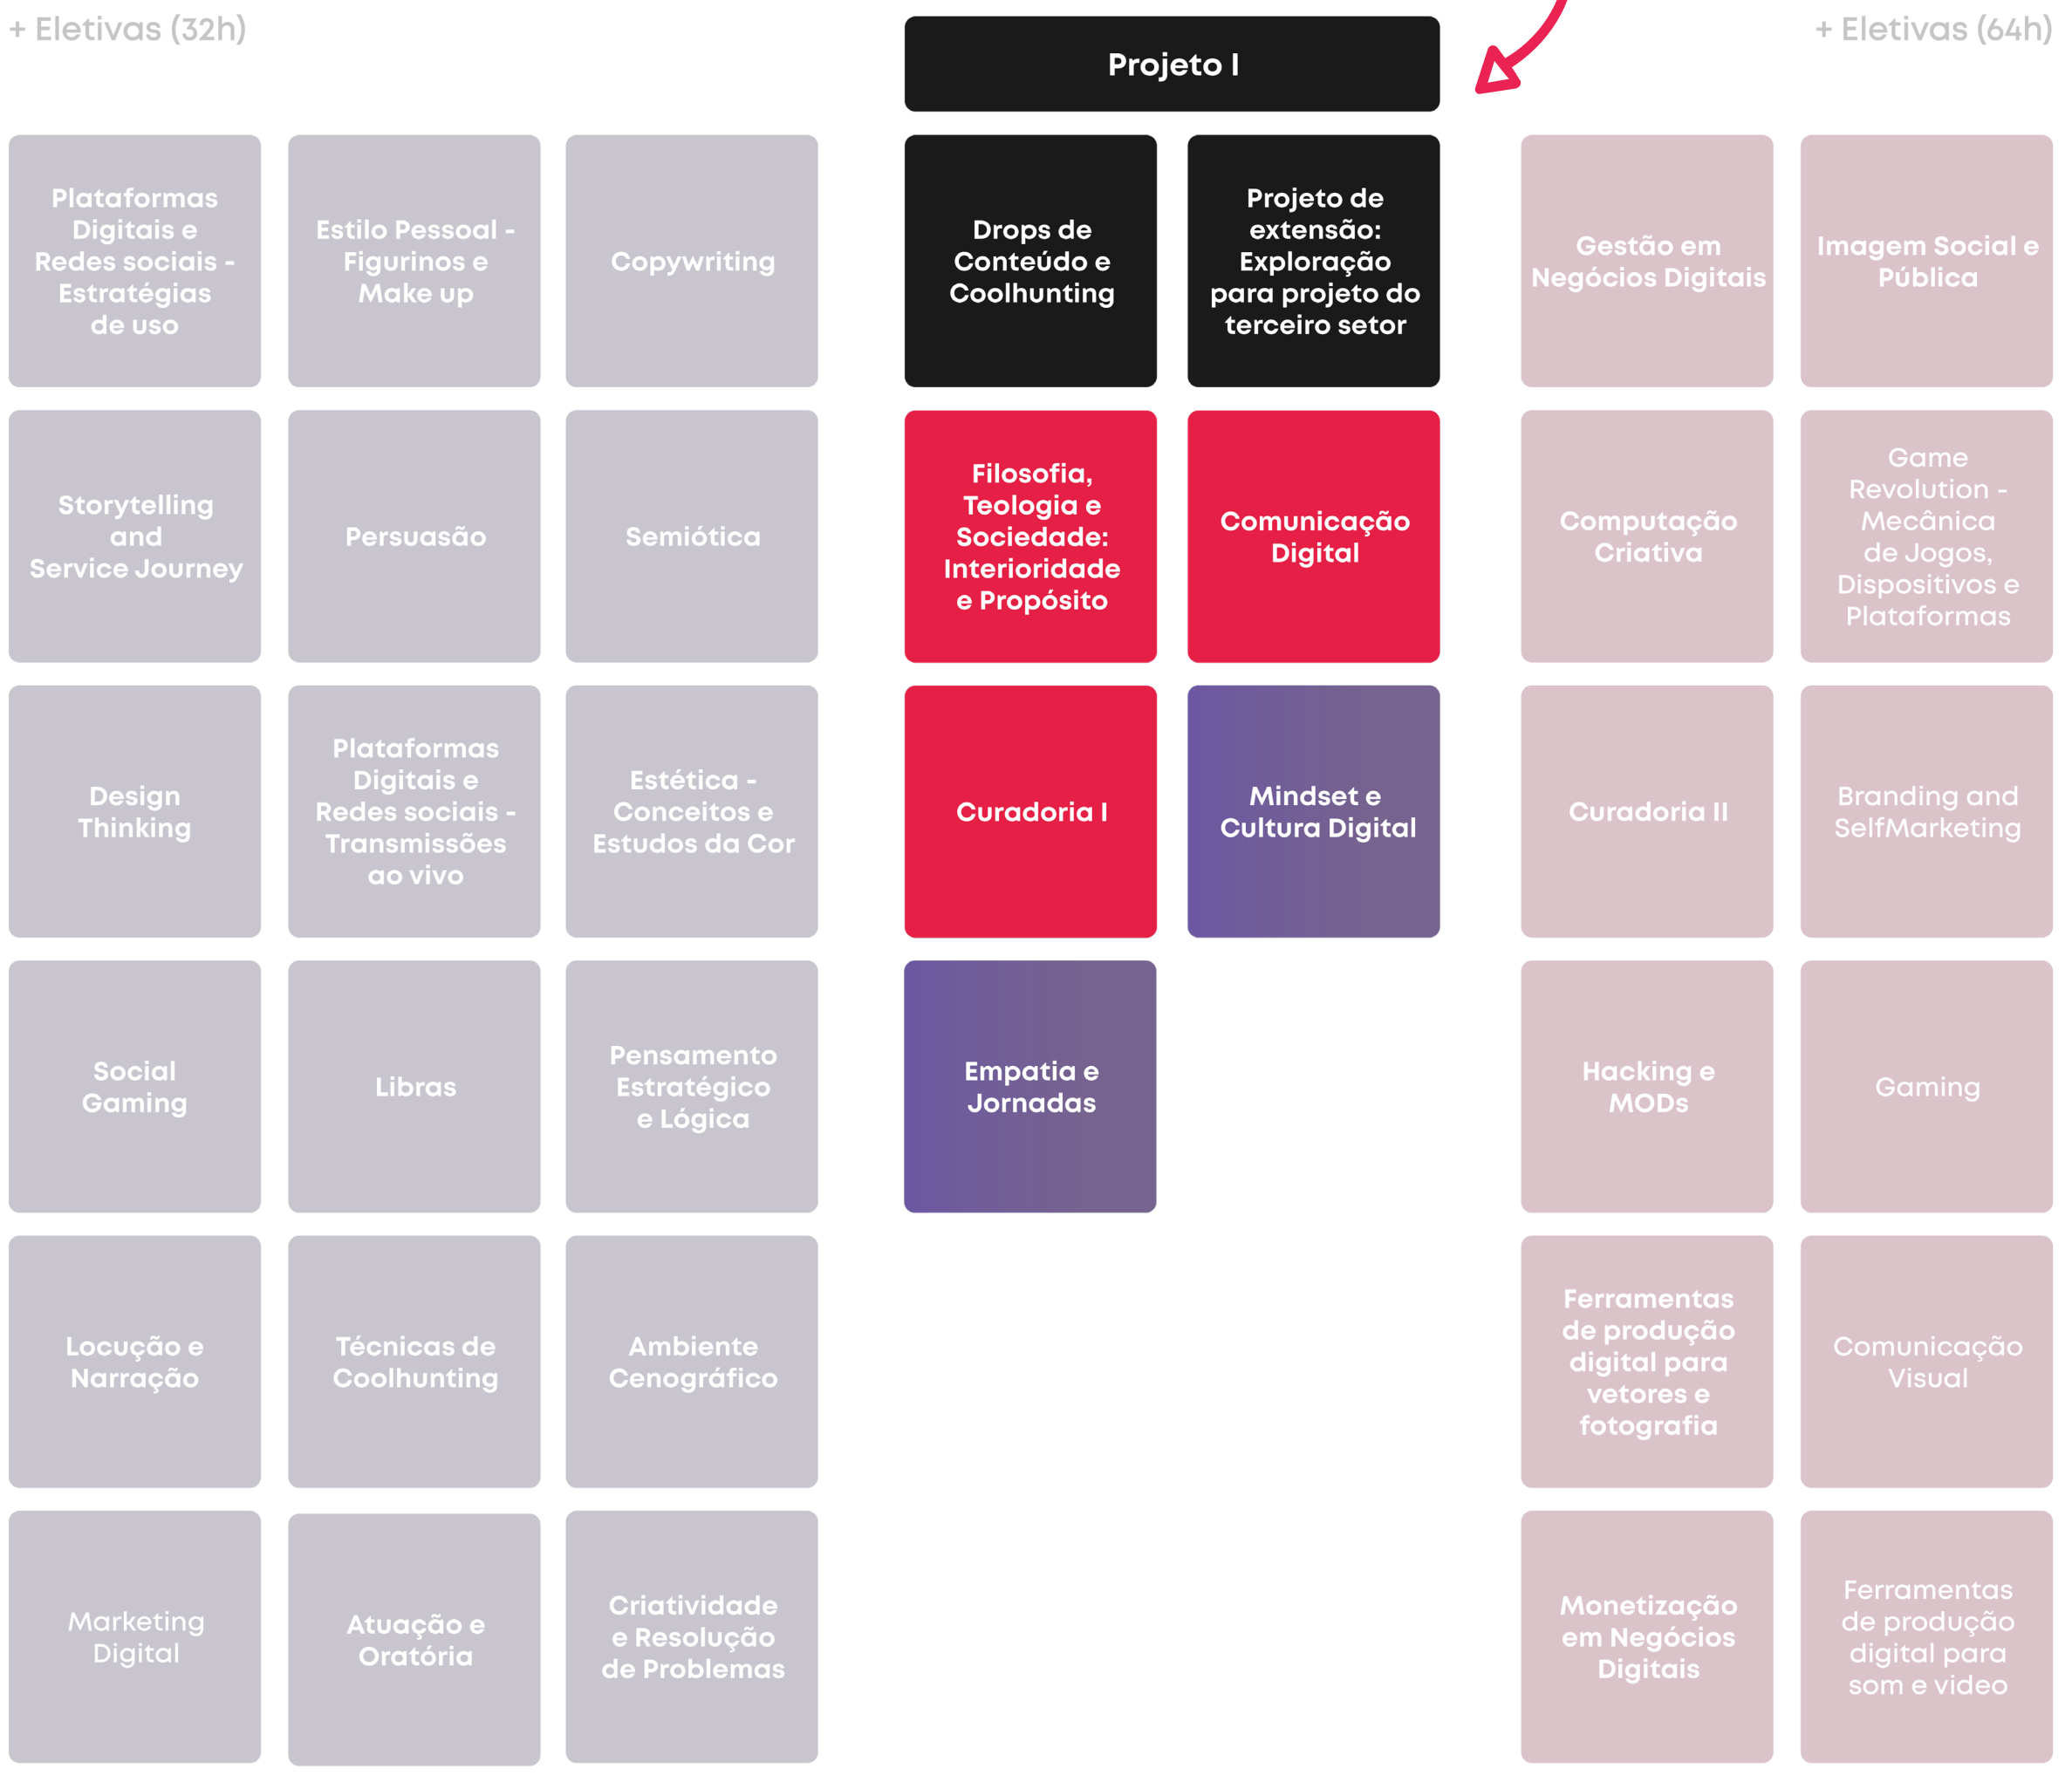 + Eletivas (32h)
Projeto I
+ Eletivas (64h)
Plataformas
Digitais e
Redes sociais -
Estratégias
de uso
Estilo Pessoal -
Figurinos e
Make up
Copywriting
Drops de
Conteúdo e
Coolhunting
Projeto de
extensão:
Exploração
para projeto do
terceiro setor
Gestão em
Negócios Digitais
Imagem Social e
Pública
Storytelling
and
Service Journey
Persuasão
Semiótica
Filosofia,
Teologia e
Sociedade:
Interioridade
e Propósito
Comunicação
Digital
Computação
Criativa
Game
Revolution -
Mecânica
de Jogos,
Dispositivos e
Plataformas
Design
Thinking
Plataformas
Digitais e
Redes sociais -
Transmissões
ao vivo
Estética -
Conceitos e
Estudos da Cor
Curadoria I
Mindset e
Cultura Digital
Curadoria II
Branding and
SelfMarketing
Social
Gaming
Libras
Pensamento
Estratégico
e Lógica
Empatia e
Jornadas
Hacking e
MODs
Gaming
Locução e
Narração
Técnicas de
Coolhunting
Ambiente
Cenográfico
Ferramentas
de produção
digital para
vetores e
fotografia
Comunicação
Visual
Marketing
Digital
Atuação e
Oratória
Criatividade
e Resolução
de Problemas
Monetização
em Negócios
Digitais
Ferramentas
de produção
digital para
som e video